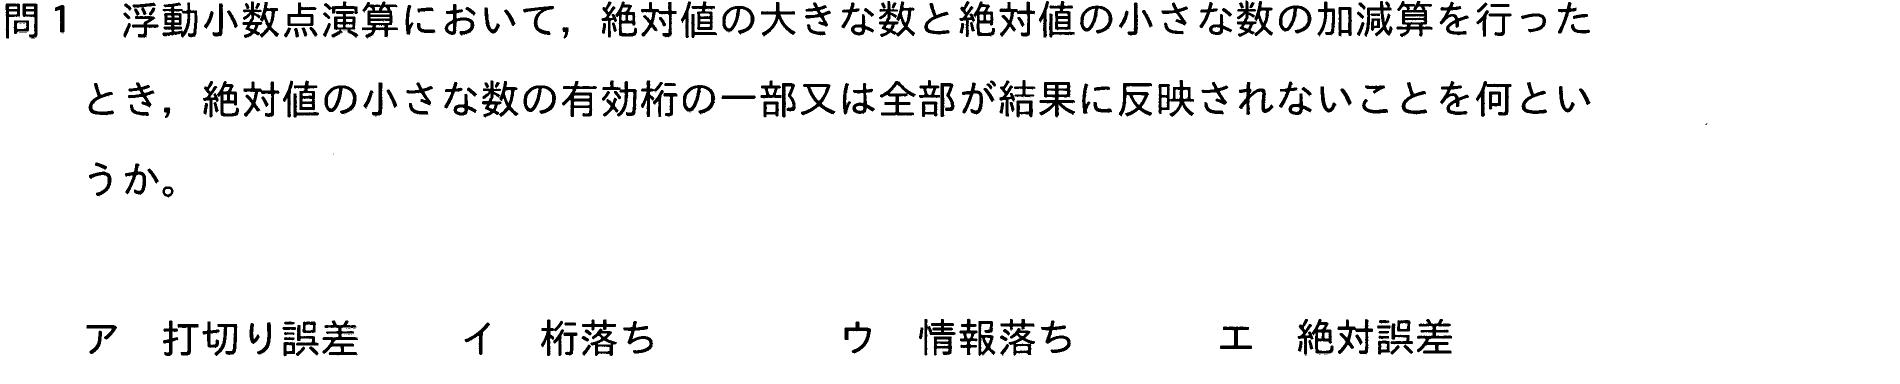 問1　浮動小数点演算において，絶対値の大きな数と絶対値の小さな数の加減算を行った
とき，絶対値の小さな数の有効桁の一部又は全部が結果に反映されないことを何とい
うか。
ア　打切り誤差　　イ　桁落ち　　ウ　情報落ち　　エ　絶対誤差